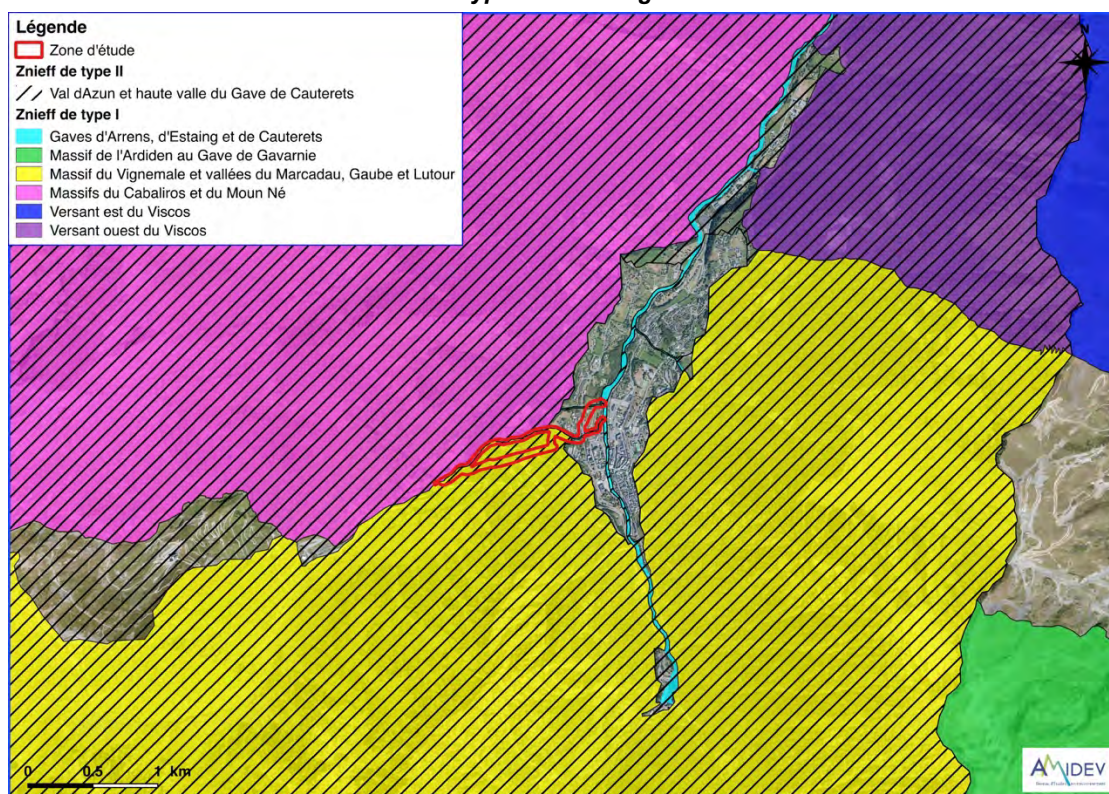 Légende
Zone d'étude
Znieff de type II
Val dAzun et haute valle du Gave de Cauterets
Znieff de type I
Gaves d'Arrens, d'Estaing et de Cauterets
Massif de l'Ardiden au Gave de Gavarnie
Massif du Vignemale et vallées du Marcadau, Gaube et Lutour
Massifs du Cabaliros et du Moun Né
Versant est du Viscos
Versant ouest du Viscos
0 0.5 1 km
AMIDEV